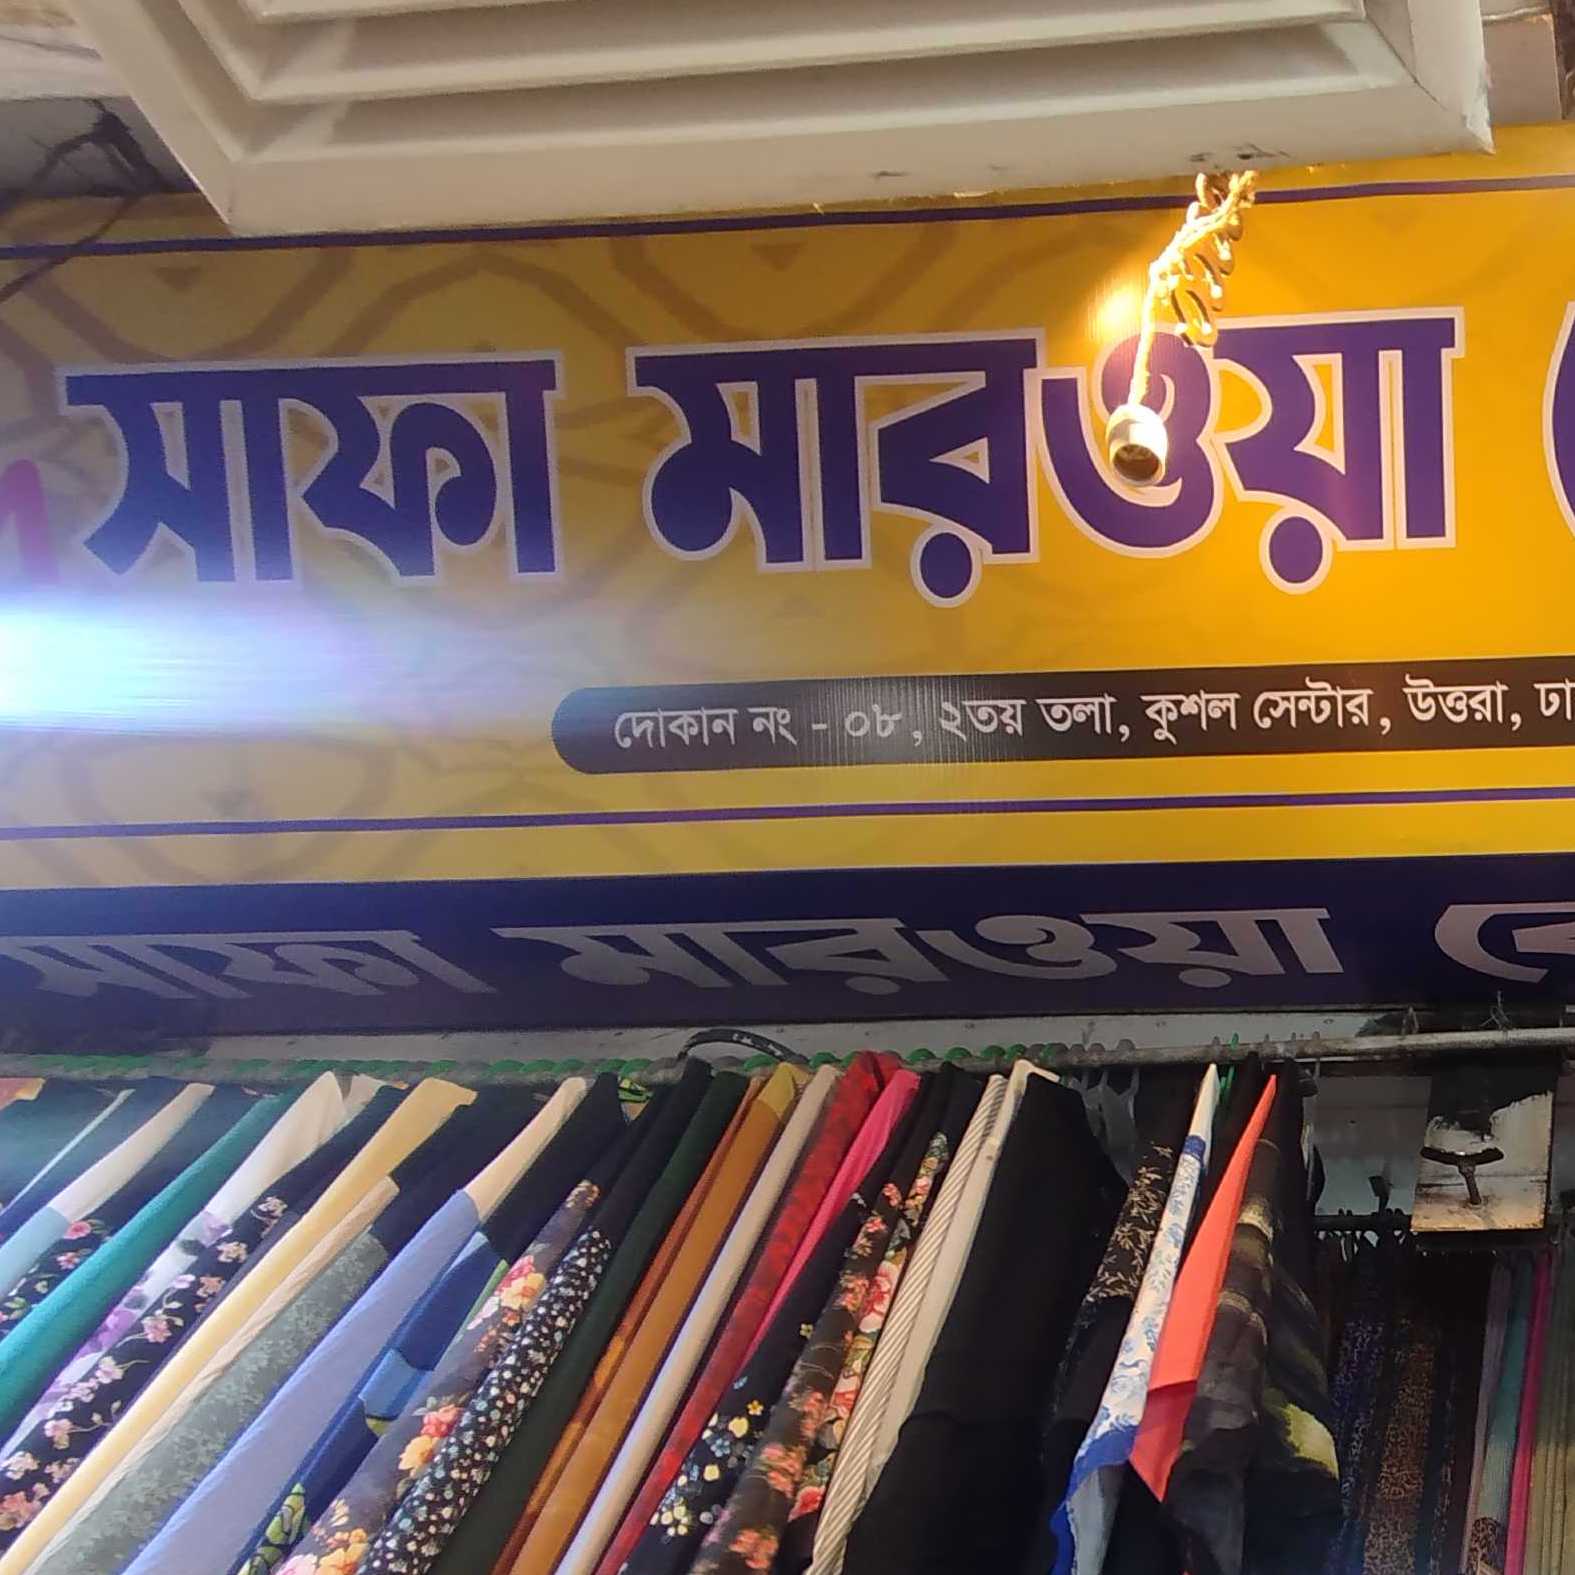 সাফা মারওয়া
দোকান নং - ০৮, ২তয় তলা, কুশল সেন্টার, উত্তরা,
সাফা মারওয়া